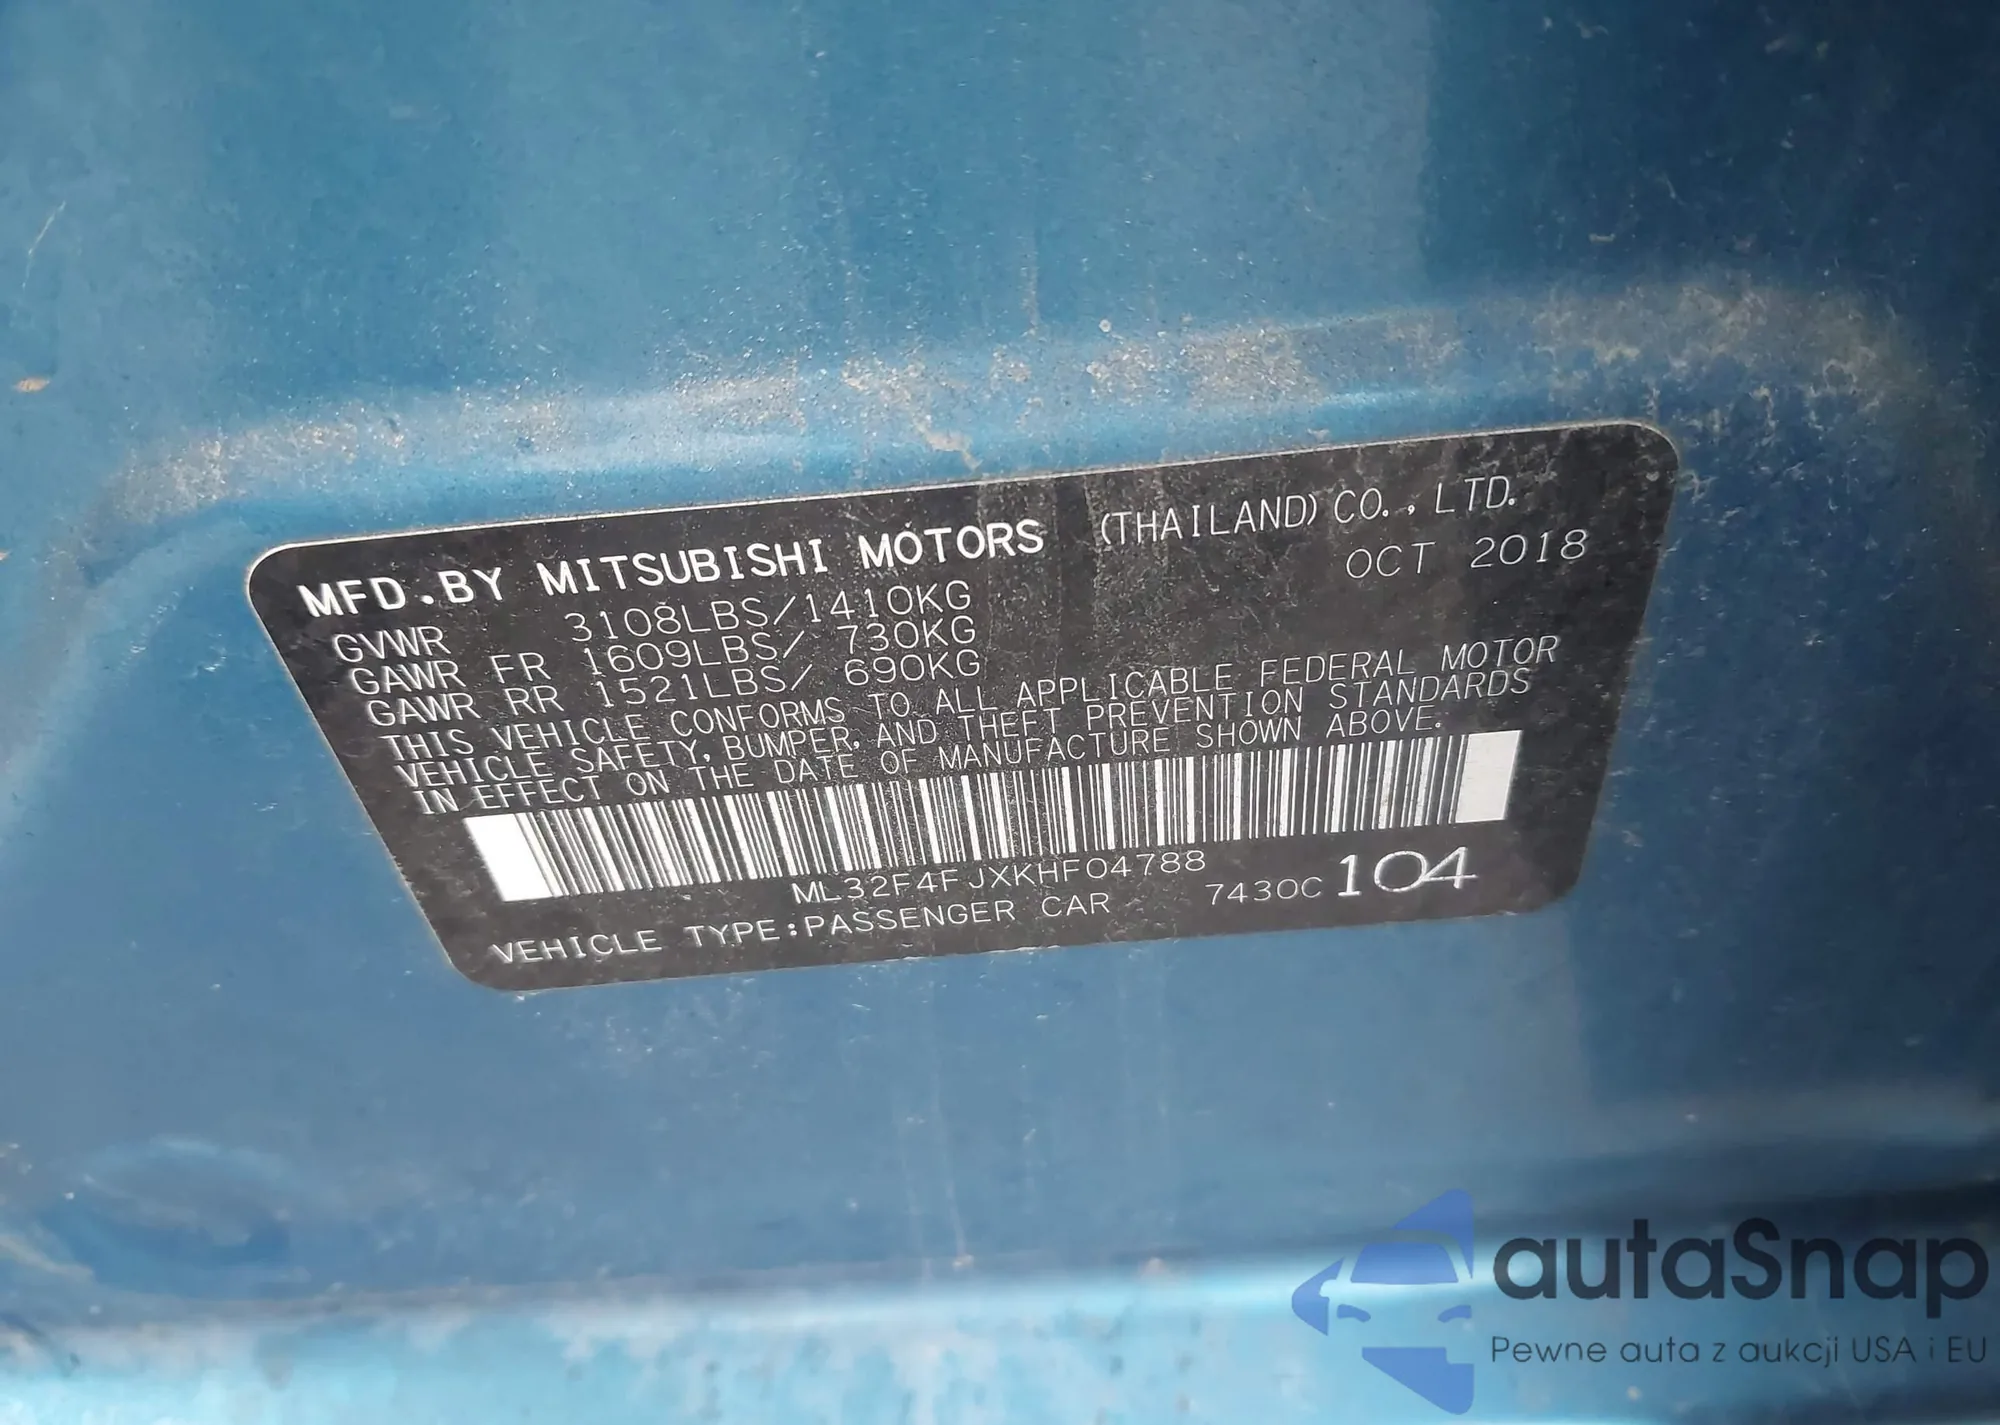 MFD.BY MITSUBISHI MOTORS (THAILAND) CO., LTD.
OCT 2018
GVWR 3108LBS/1410KG
GAWR FR 1609LBS/ 730KG
GAWR RR 1521LBS/ 690KG
THIS VEHICLE CONFORMS TO ALL APPLICABLE FEDERAL MOTOR
VEHICLE SAFETY, BUMPER, AND THEFT PREVENTION STANDARDS
IN EFFECT ON THE DATE OF MANUFACTURE SHOWN ABOVE.
ML32F4FJXKHF04788
VEHICLE TYPE:PASSENGER CAR 7430C 104
autaSnap
Pewne auta z aukcji USA i EU